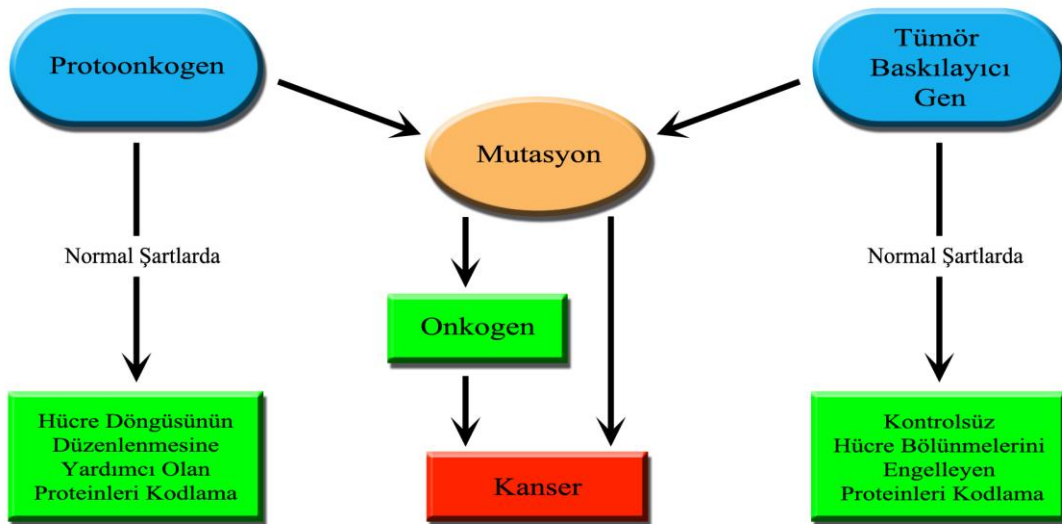 Protoonkogen
Tümör
Baskılayıcı
Gen
Mutasyon
Normal Şartlarda
Normal Şartlarda
Onkogen
Hücre Döngüsünün
Düzenlenmesine
Yardımcı Olan
Proteinleri Kodlama
Kanser
Kontrolsüz
Hücre Bölünmelerini
Engelleyen
Proteinleri Kodlama